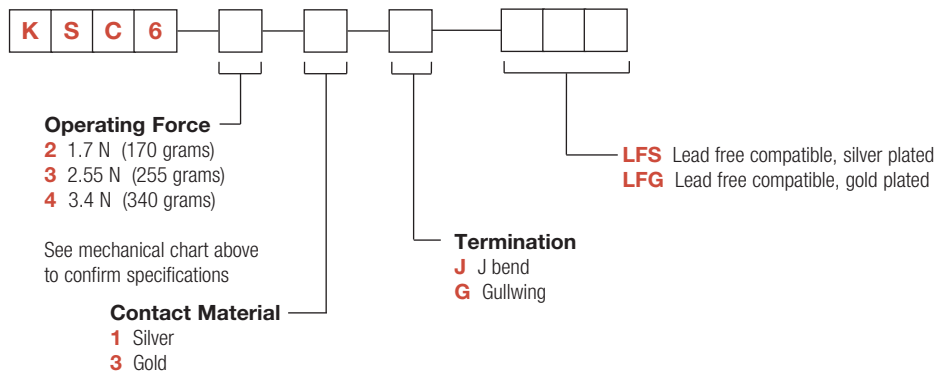 K S C 6
Operating Force
2 1.7 N (170 grams)
3 2.55 N (255 grams)
4 3.4 N (340 grams)
See mechanical chart above
to confirm specifications
Contact Material
1 Silver
3 Gold
Termination
J J bend
G Gullwing
LFS Lead free compatible, silver plated
LFG Lead free compatible, gold plated